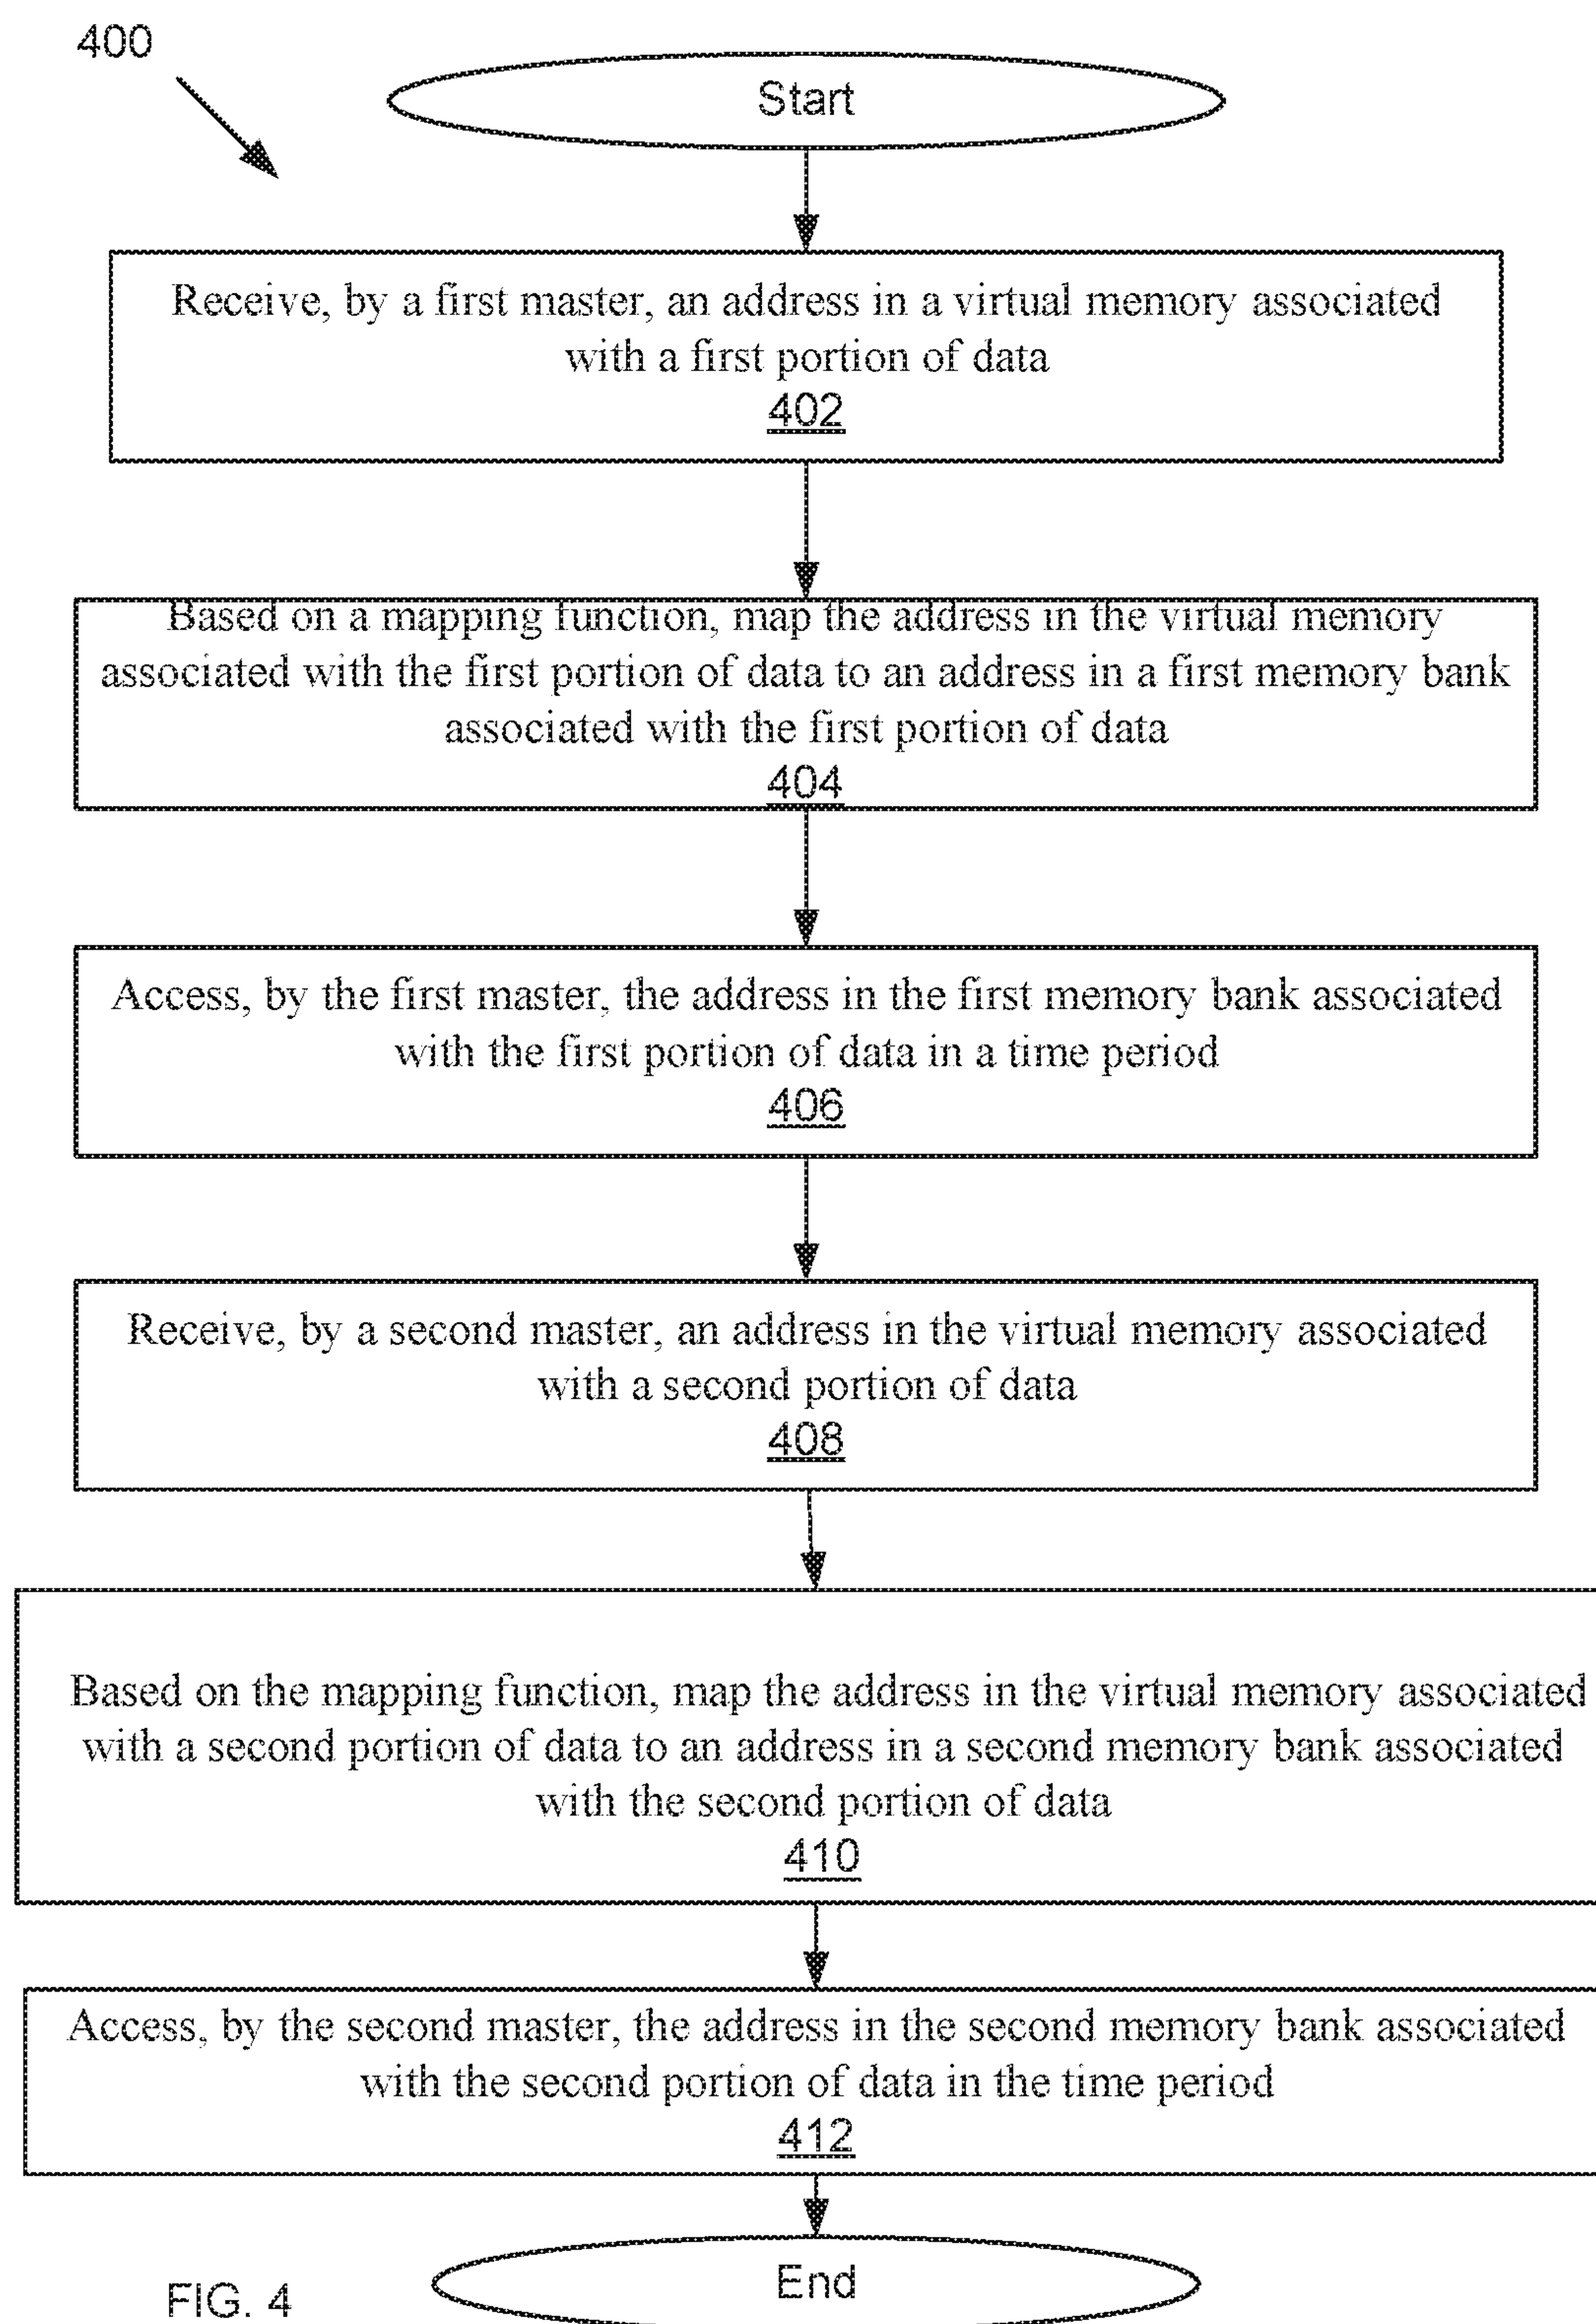 400
Start
Receive, by a first master, an address in a virtual memory associated
with a first portion of data
402
Based on a mapping function, map the address in the virtual memory
associated with the first portion of data to an address in a first memory bank
associated with the first portion of data
404
Access, by the first master, the address in the first memory bank associated
with the first portion of data in a time period
406
Receive, by a second master, an address in the virtual memory associated
with a second portion of data
408
Based on the mapping function, map the address in the virtual memory associated
with a second portion of data to an address in a second memory bank associated
with the second portion of data
410
Access, by the second master, the address in the second memory bank associated
with the second portion of data in the time period
412
End
FIG. 4